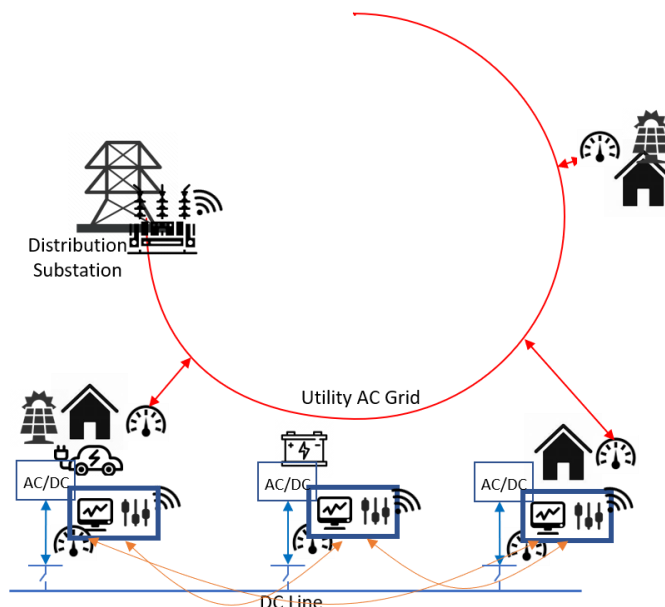 Distribution
Substation
Utility AC Grid
AC/DC
AC/DC
AC/DC
DC Line